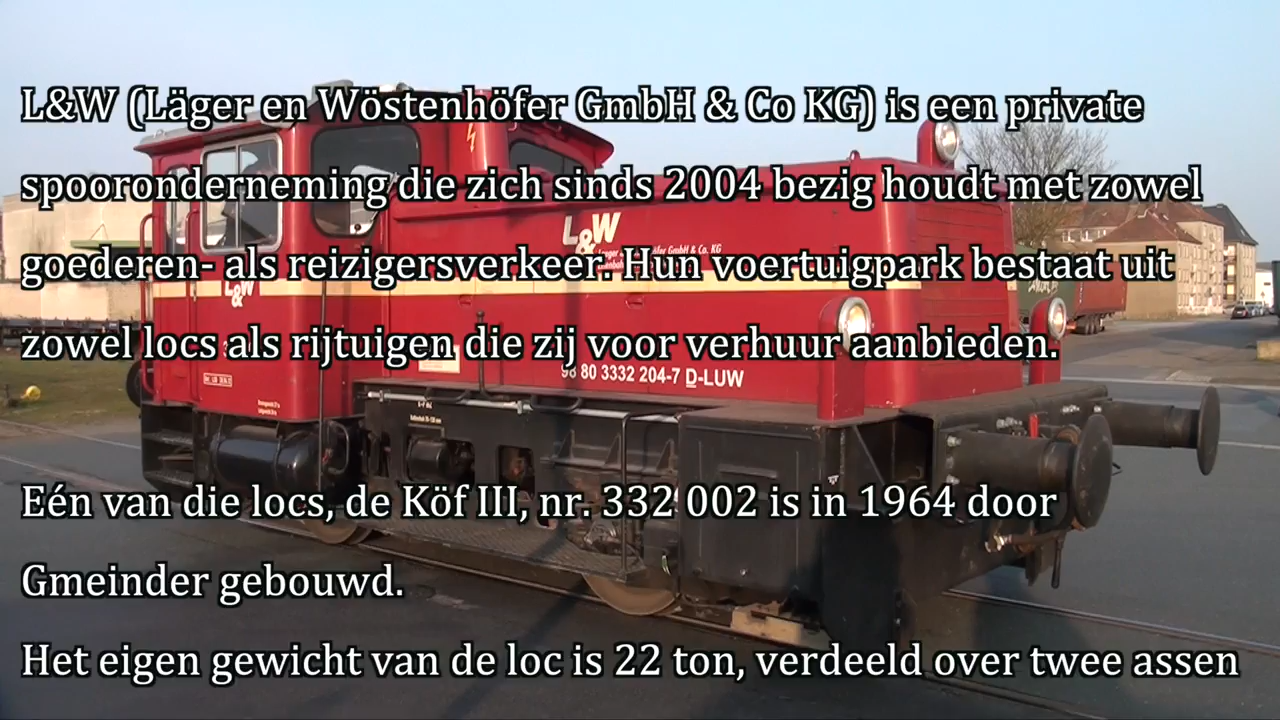 L&W (Läger en Wöstenhöfer GmbH & Co KG) is een private
spooronderneming die zich sinds 2004 bezig houdt met zowel
goederen- als reizigersverkeer. Hun voertuigpark bestaat uit
zowel locs als rijtuigen die zij voor verhuur aanbieden.
Eén van die locs, de Köf III, nr. 332 002 is in 1964 door
Gmeinder gebouwd.
Het eigen gewicht van de loc is 22 ton, verdeeld over twee assen
L&W
GmbH & Co. KG
L&W
98 80 3332 204-7 D-LUW